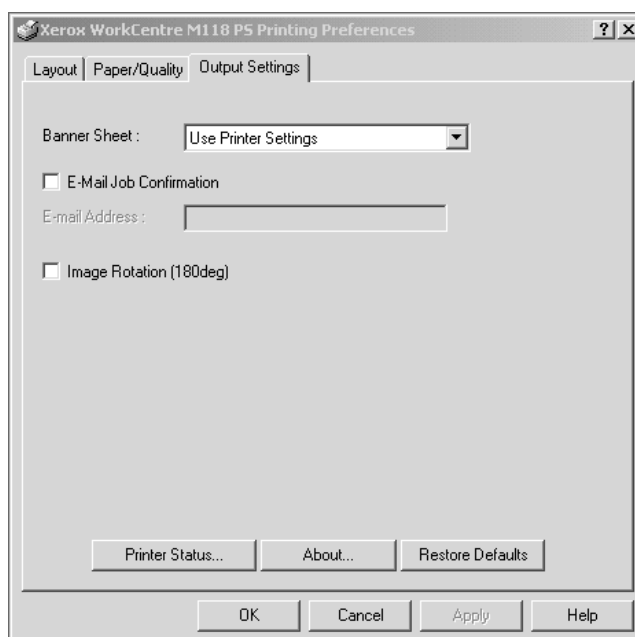 Xerox WorkCentre M118 PS Printing Preferences
Layout Paper/Quality Output Settings
Banner Sheet : Use Printer Settings
E-Mail Job Confirmation
E-mail Address :
Image Rotation (180deg)
Printer Status... About... Restore Defaults
OK Cancel Apply Help